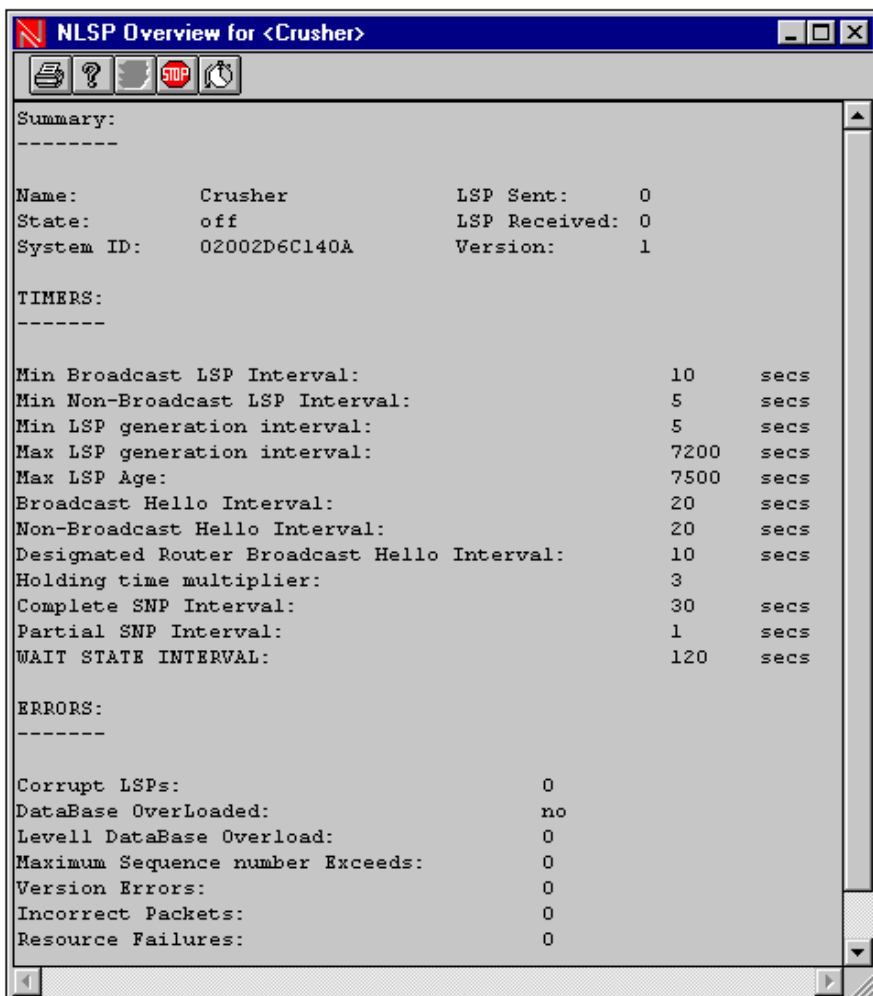 NLSP Overview for <Crusher>
STOP
Summary:
--------
Name: Crusher LSP Sent: 0
State: off LSP Received: 0
System ID: 02002D6C140A Version: 1
TIMERS:
-------
Min Broadcast LSP Interval: 10 secs
Min Non-Broadcast LSP Interval: 5 secs
Min LSP generation interval: 5 secs
Max LSP generation interval: 7200 secs
Max LSP Age: 7500 secs
Broadcast Hello Interval: 20 secs
Non-Broadcast Hello Interval: 20 secs
Designated Router Broadcast Hello Interval: 10 secs
Holding time multiplier: 3
Complete SNP Interval: 30 secs
Partial SNP Interval: 1 secs
WAIT STATE INTERVAL: 120 secs
ERRORS:
-------
Corrupt LSPs: 0
DataBase OverLoaded: no
Level1 DataBase Overload: 0
Maximum Sequence number Exceeds: 0
Version Errors: 0
Incorrect Packets: 0
Resource Failures: 0